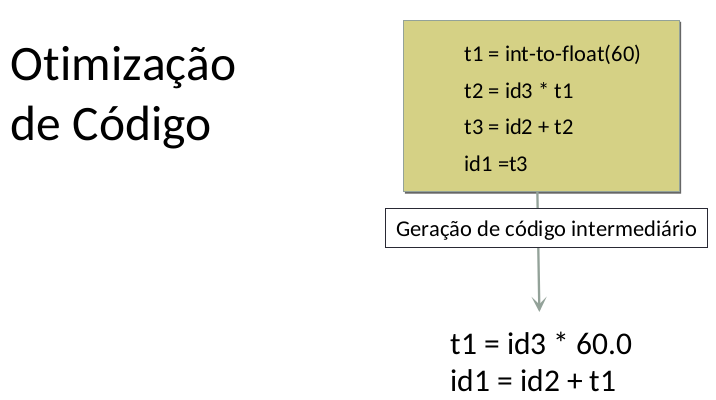 Otimização
de Código
t1 = int-to-float(60)
t2 = id3 * t1
t3 = id2 + t2
id1 =t3
Geração de código intermediário
t1 = id3 * 60.0
id1 = id2 + t1